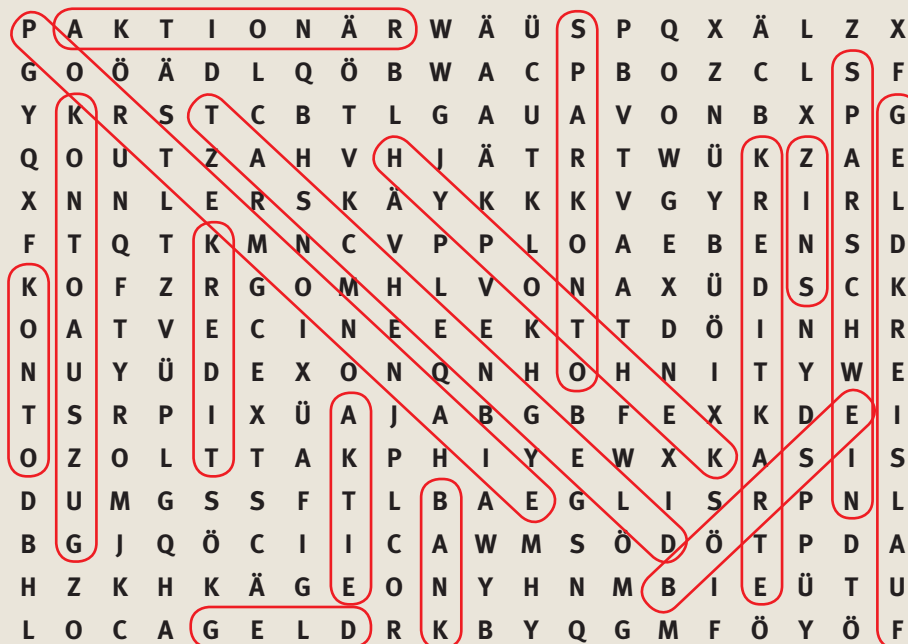 P A K T I O N Ä R W Ä Ü S P Q X Ä L Z X
G O Ö Ä D L Q Ö B W A C P B O Z C L S F
Y K R S T C B T L G A U A V O N B X P G
Q O U T Z A H V H J Ä T R T W Ü K Z A E
X N N L E R S K Ä Y K K K V G Y R I R L
F T Q T K M N C V P P L O A E B E N S D
K O F Z R G O M H L V O N A X Ü D S C K
O A T V E C I N E E E K T T D Ö I N H R
N U Y Ü D E X O N Q N H O H N I T Y W E
T S R P I X Ü A J A B G B F E X K D E I
O Z O L T T A K P H I Y E W X K A S I S
D U M G S S F T L B A E G L I S R P N L
B G J Q Ö C I I C A W M S Ö D Ö T P D A
H Z K H K Ä G E O N Y H N M B I E Ü T U
L O C A G E L D R K B Y Q G M F Ö Y Ö F